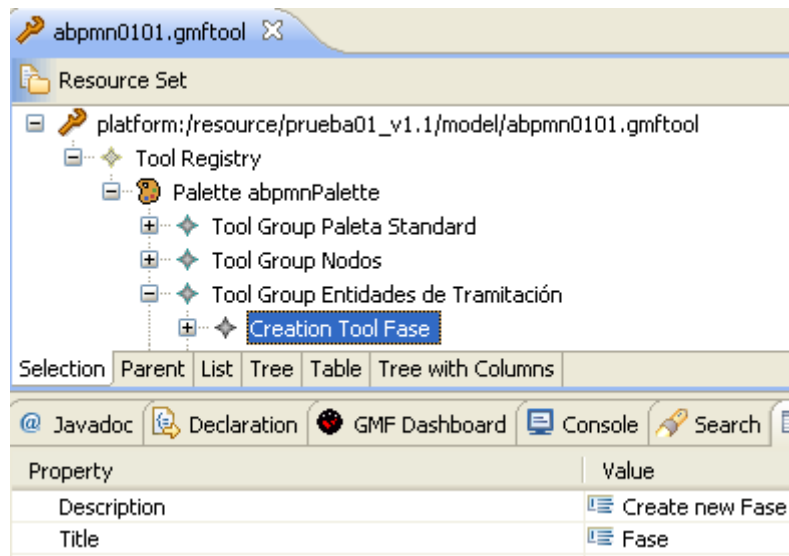 abpmn0101.gmftool
Resource Set
platform:/resource/prueba01_v1.1/model/abpmn0101.gmftool
Tool Registry
Palette abpmnPalette
Tool Group Paleta Standard
Tool Group Nodos
Tool Group Entidades de Tramitación
Creation Tool Fase
Selection Parent List Tree Table Tree with Columns
@ Javadoc Declaration GMF Dashboard Console Search
Property Value
Description Create new Fase
Title Fase